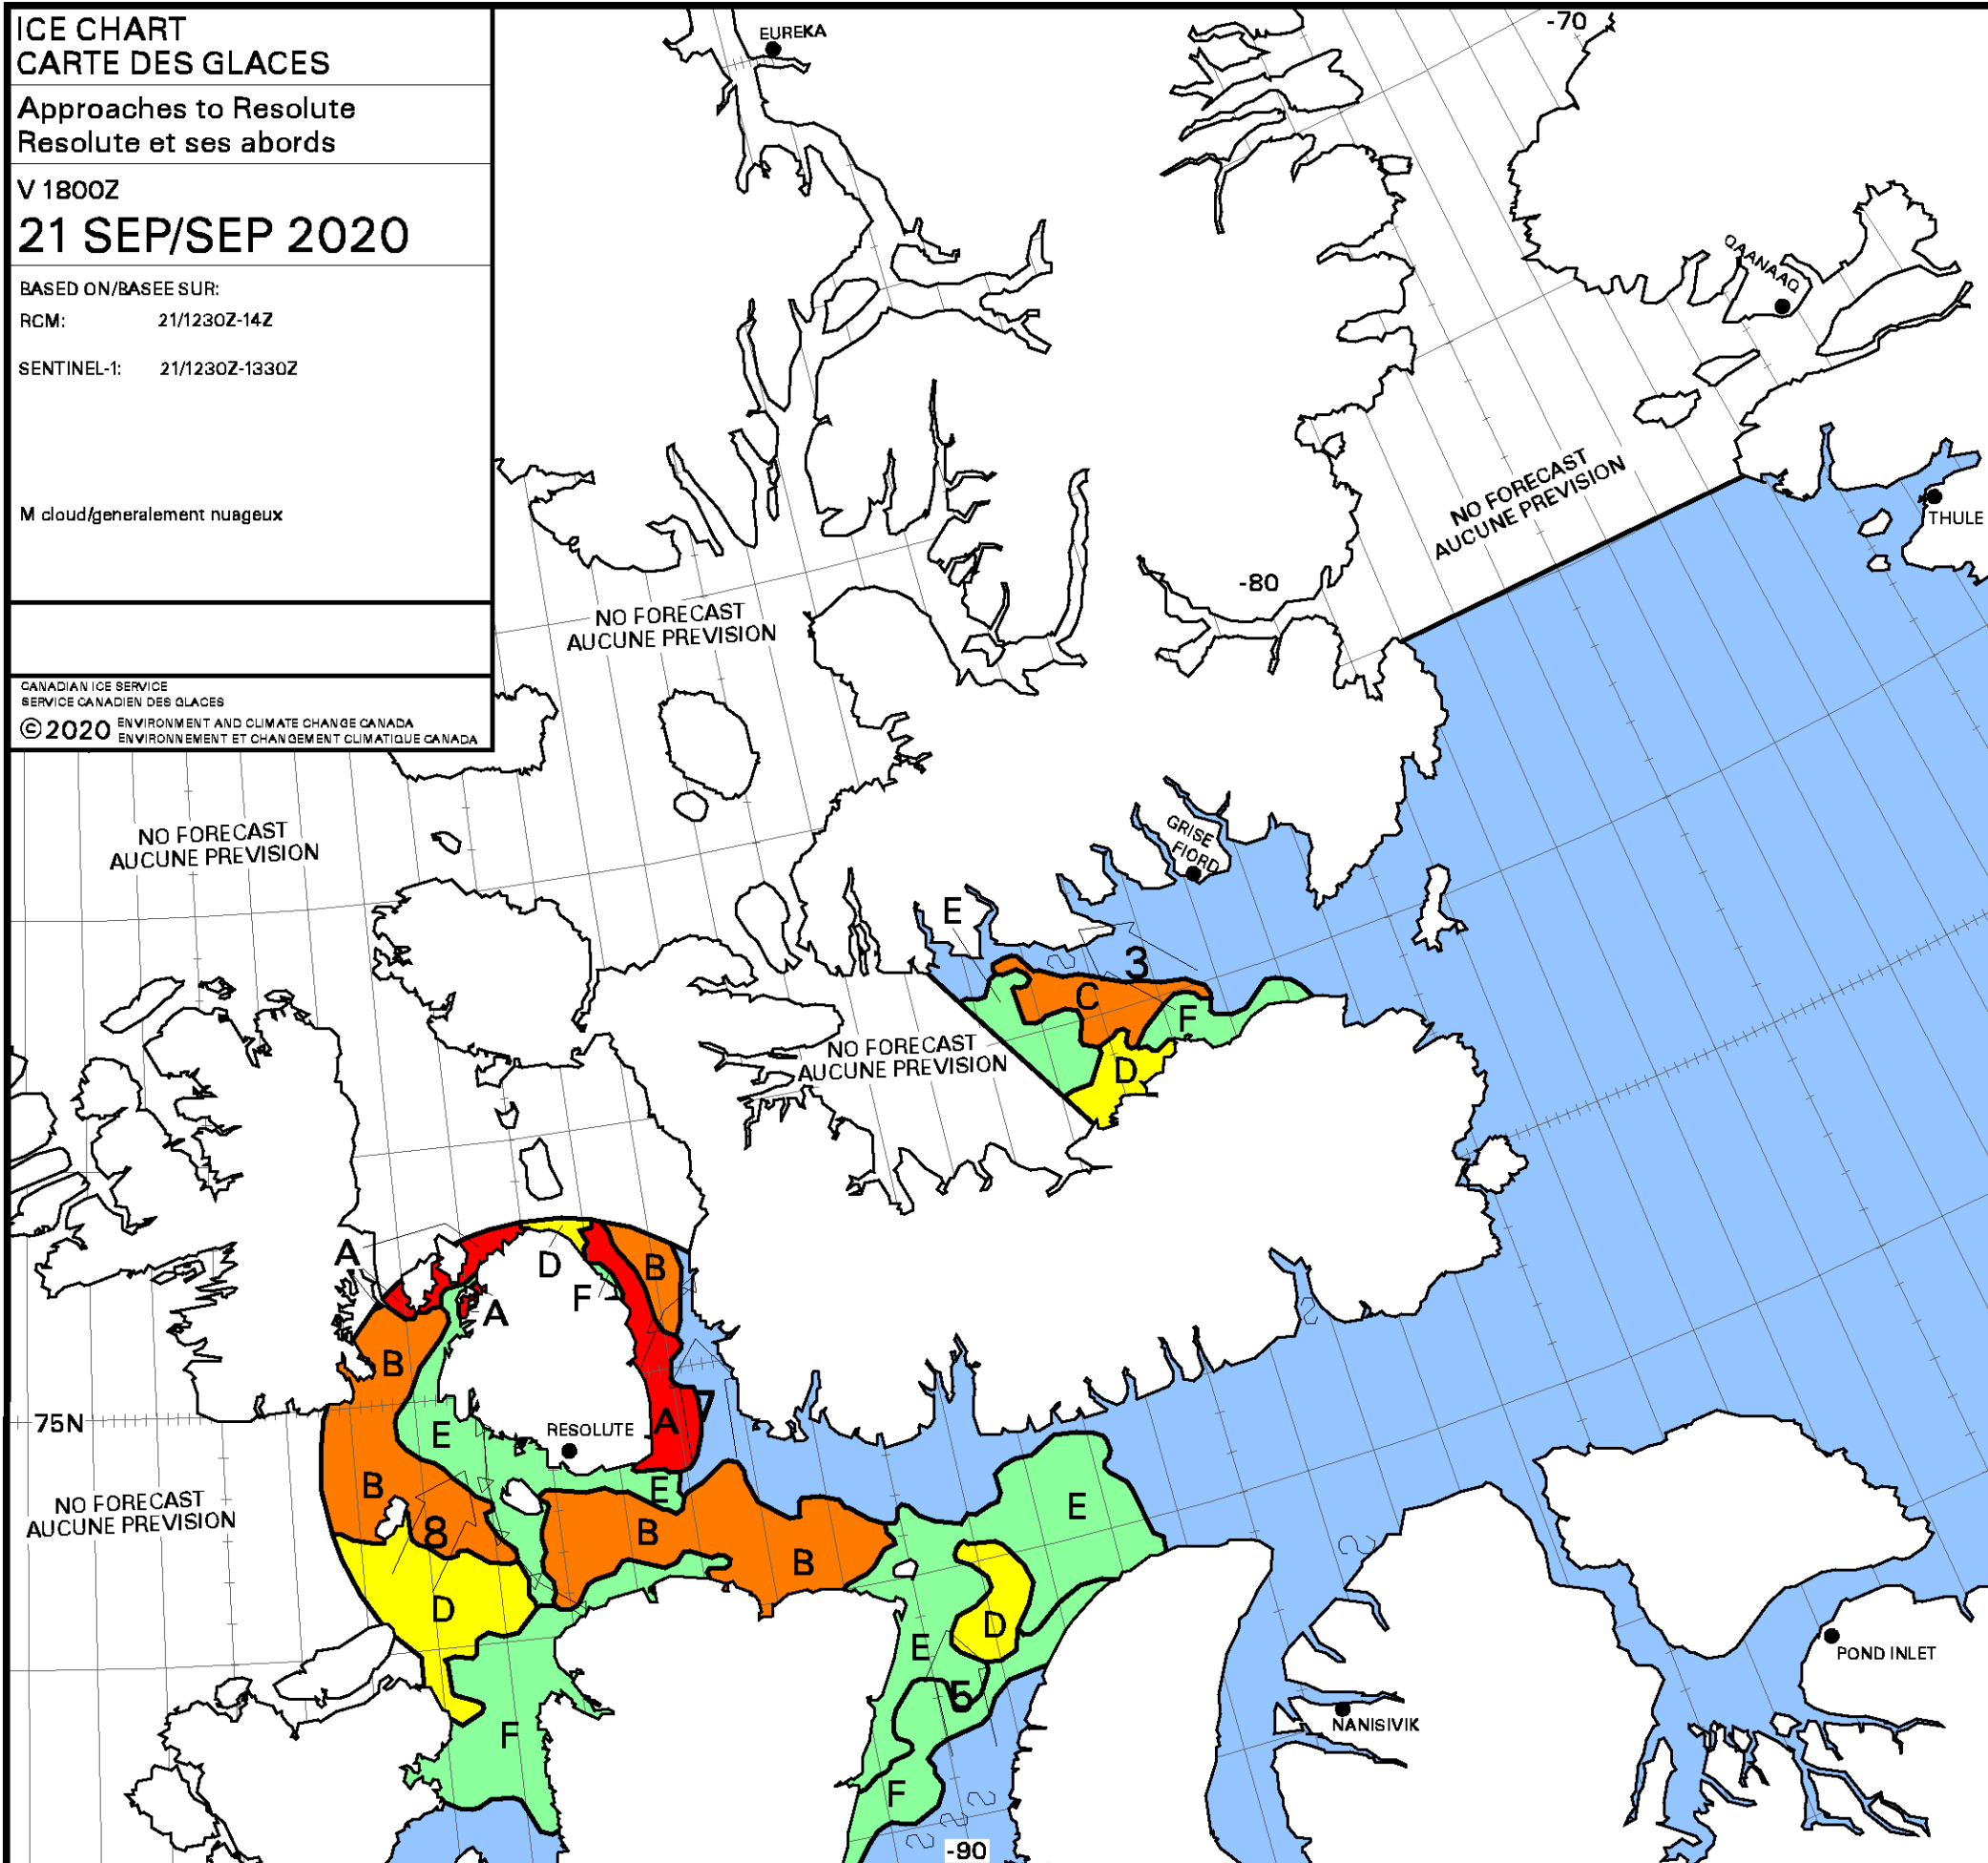 ICE CHART
CARTE DES GLACES
Approaches to Resolute
Resolute et ses abords
V 1800Z
21 SEP/SEP 2020
BASED ON/BASEE SUR:
RCM: 21/1230Z-14Z
SENTINEL-1: 21/1230Z-1330Z
M cloud/generalement nuageux
CANADIAN ICE SERVICE
SERVICE CANADIEN DES GLACES
© 2020 ENVIRONMENT AND CLIMATE CHANGE CANADA
ENVIRONNEMENT ET CHANGEMENT CLIMATIQUE CANADA
EUREKA
-70
QAANAAQ
THULE
NO FORECAST
AUCUNE PREVISION
-80
NO FORECAST
AUCUNE PREVISION
NO FORECAST
AUCUNE PREVISION
GRISE
FIORD
E
3
C
F
D
NO FORECAST
AUCUNE PREVISION
A
D
B
F
A
B
7
75N
E
RESOLUTE
A
B
E
E
NO FORECAST
AUCUNE PREVISION
8
B
B
D
D
E
5
F
F
POND INLET
NANISIVIK
-90